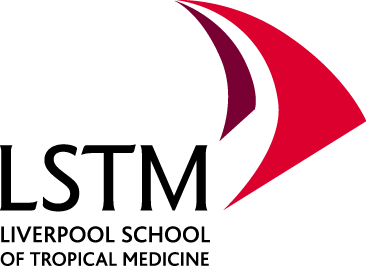 LSTM
LIVERPOOL SCHOOL
OF TROPICAL MEDICINE